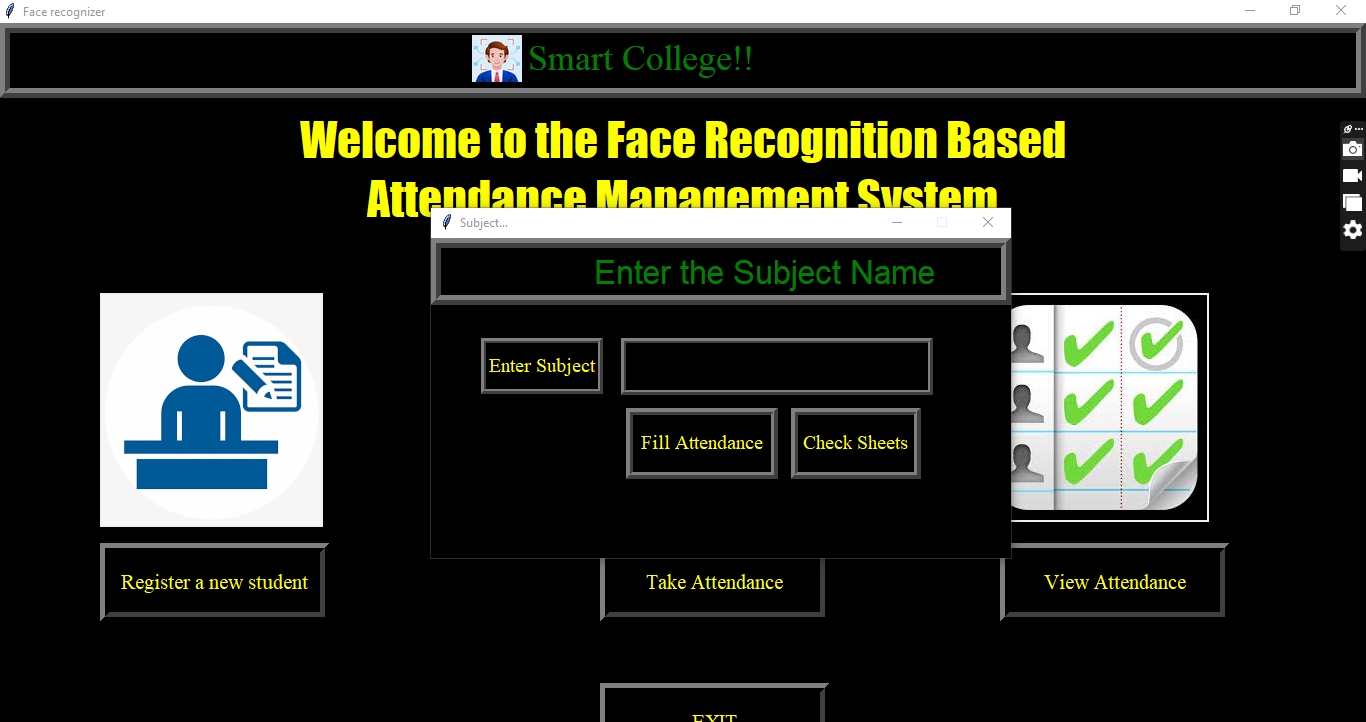 Face recognizer
Smart College!!
Welcome to the Face Recognition Based
Attendance Management System
Subject...
Enter the Subject Name
Enter Subject
Fill Attendance
Check Sheets
Register a new student
Take Attendance
View Attendance
EXIT